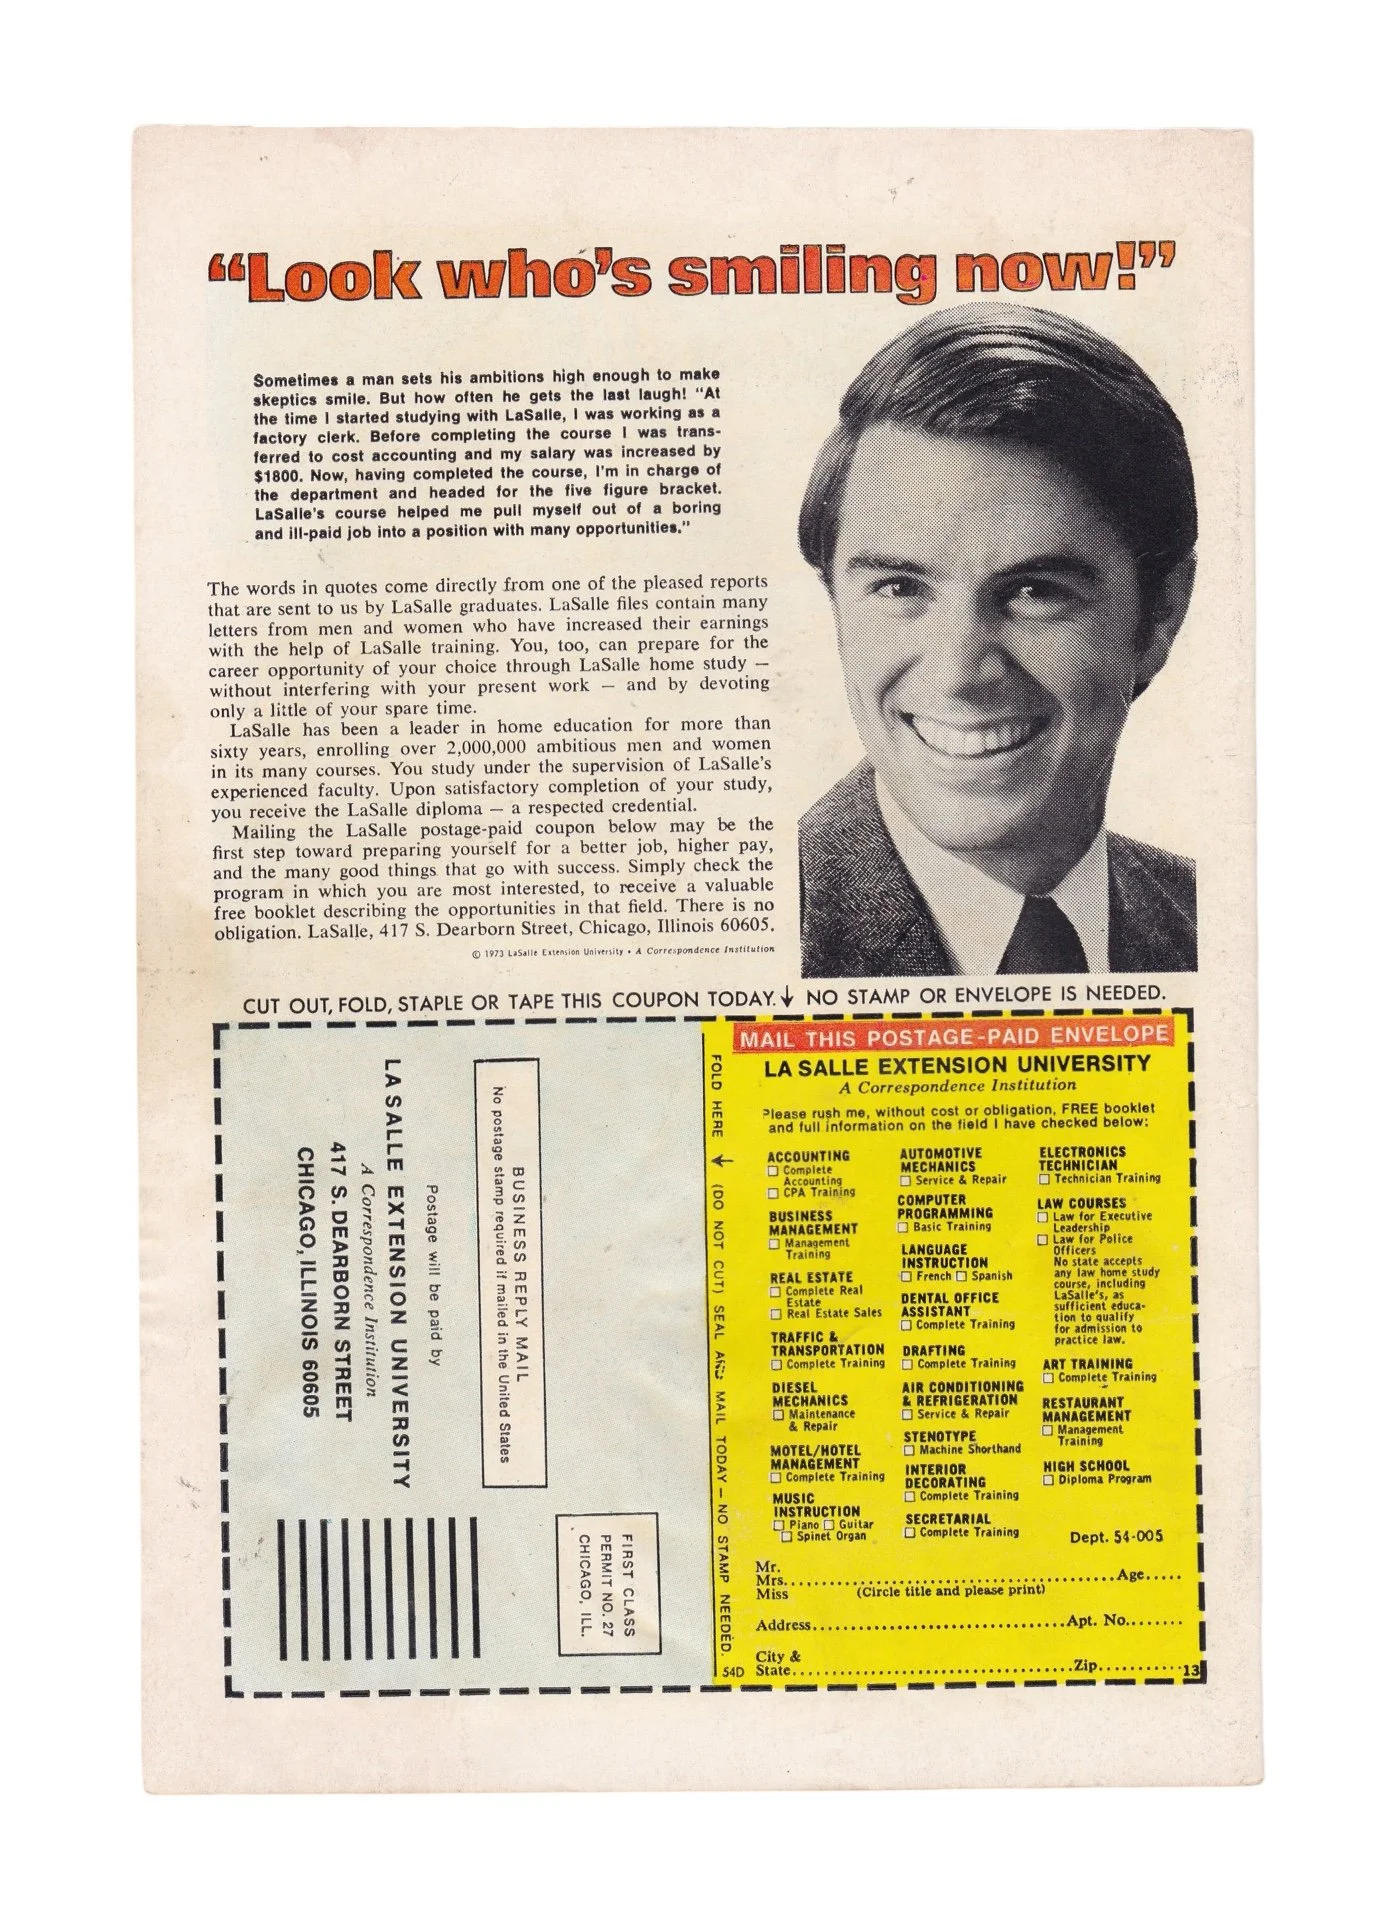 “Look who’s smiling now!”
Sometimes a man sets his ambitions high enough to make
skeptics smile. But how often he gets the last laugh! "At
the time I started studying with LaSalle, I was working as a
factory clerk. Before completing the course I was trans-
ferred to cost accounting and my salary was increased by
$1800. Now, having completed the course, I'm in charge of
the department and headed for the five figure bracket.
LaSalle's course helped me pull myself out of a boring
and ill-paid job into a position with many opportunities."
The words in quotes come directly from one of the pleased reports
that are sent to us by LaSalle graduates. LaSalle files contain many
letters from men and women who have increased their earnings
with the help of LaSalle training. You, too, can prepare for the
career opportunity of your choice through LaSalle home study —
without interfering with your present work — and by devoting
only a little of your spare time.
LaSalle has been a leader in home education for more than
sixty years, enrolling over 2,000,000 ambitious men and women
in its many courses. You study under the supervision of LaSalle's
experienced faculty. Upon satisfactory completion of your study,
you receive the LaSalle diploma — a respected credential.
Mailing the LaSalle postage-paid coupon below may be the
first step toward preparing yourself for a better job, higher pay,
and the many good things that go with success. Simply check the
program in which you are most interested, to receive a valuable
free booklet describing the opportunities in that field. There is no
obligation. LaSalle, 417 S. Dearborn Street, Chicago, Illinois 60605.
© 1973 LaSalle Extension University • A Correspondence Institution
CUT OUT, FOLD, STAPLE OR TAPE THIS COUPON TODAY. ↓ NO STAMP OR ENVELOPE IS NEEDED.
BUSINESS REPLY MAIL
No postage stamp required if mailed in the United States
Postage will be paid by
LA SALLE EXTENSION UNIVERSITY
A Correspondence Institution
417 S. DEARBORN STREET
CHICAGO, ILLINOIS 60605
FIRST CLASS
PERMIT NO. 27
CHICAGO, ILL.
FOLD HERE → (DO NOT CUT) SEAL AND MAIL TODAY — NO STAMP NEEDED.
54D
MAIL THIS POSTAGE-PAID ENVELOPE
LA SALLE EXTENSION UNIVERSITY
A Correspondence Institution
Please rush me, without cost or obligation, FREE booklet
and full information on the field I have checked below:
ACCOUNTING
☐ Complete
Accounting
☐ CPA Training
BUSINESS
MANAGEMENT
☐ Management
Training
REAL ESTATE
☐ Complete Real
Estate
☐ Real Estate Sales
TRAFFIC &
TRANSPORTATION
☐ Complete Training
DIESEL
MECHANICS
☐ Maintenance
& Repair
MOTEL/HOTEL
MANAGEMENT
☐ Complete Training
MUSIC
INSTRUCTION
☐ Piano ☐ Guitar
☐ Spinet Organ
AUTOMOTIVE
MECHANICS
☐ Service & Repair
COMPUTER
PROGRAMMING
☐ Basic Training
LANGUAGE
INSTRUCTION
☐ French ☐ Spanish
DENTAL OFFICE
ASSISTANT
☐ Complete Training
DRAFTING
☐ Complete Training
AIR CONDITIONING
& REFRIGERATION
☐ Service & Repair
STENOTYPE
☐ Machine Shorthand
INTERIOR
DECORATING
☐ Complete Training
SECRETARIAL
☐ Complete Training
ELECTRONICS
TECHNICIAN
☐ Technician Training
LAW COURSES
☐ Law for Executive
Leadership
☐ Law for Police
Officers
No state accepts
any law home study
course, including
LaSalle's, as
sufficient educa-
tion to qualify
for admission to
practice law.
ART TRAINING
☐ Complete Training
RESTAURANT
MANAGEMENT
☐ Management
Training
HIGH SCHOOL
☐ Diploma Program
Dept. 54-005
Mr.
Mrs. Age
Miss (Circle title and please print)
Address Apt. No.
City &
State Zip 13